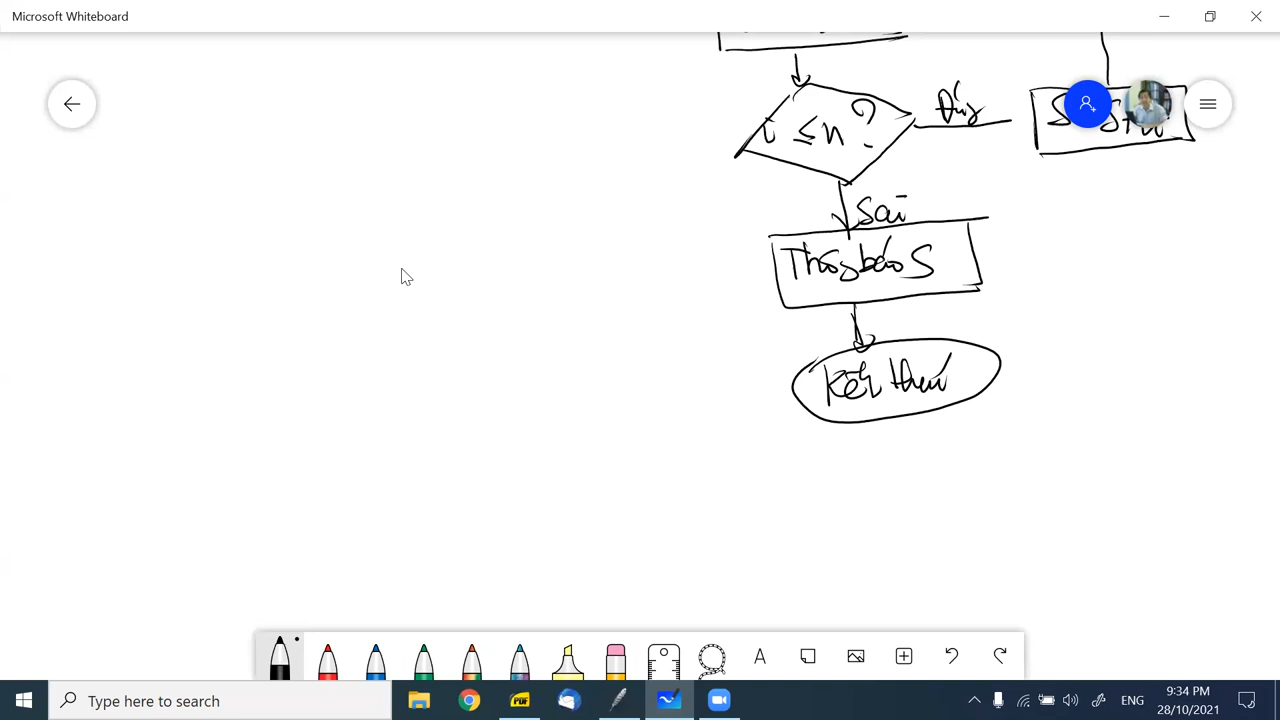 Microsoft Whiteboard
i ≤ n ?
Đúng
Sai
Thông báo S
Kết thúc
Type here to search
ENG
9:34 PM
28/10/2021